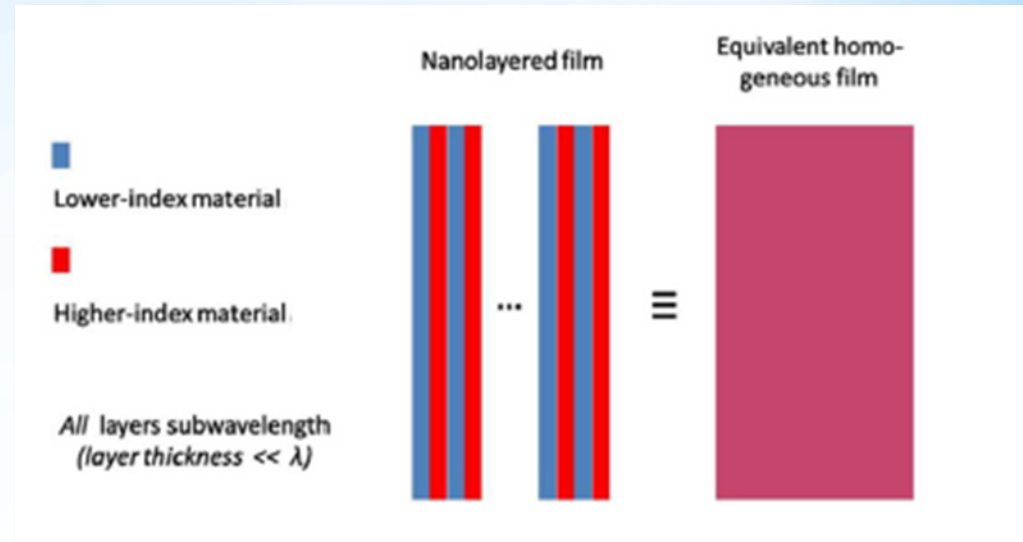 Nanolayered film
Equivalent homo-
geneous film
Lower-index material
Higher-index material
...
≡
All layers subwavelength
(layer thickness << λ)